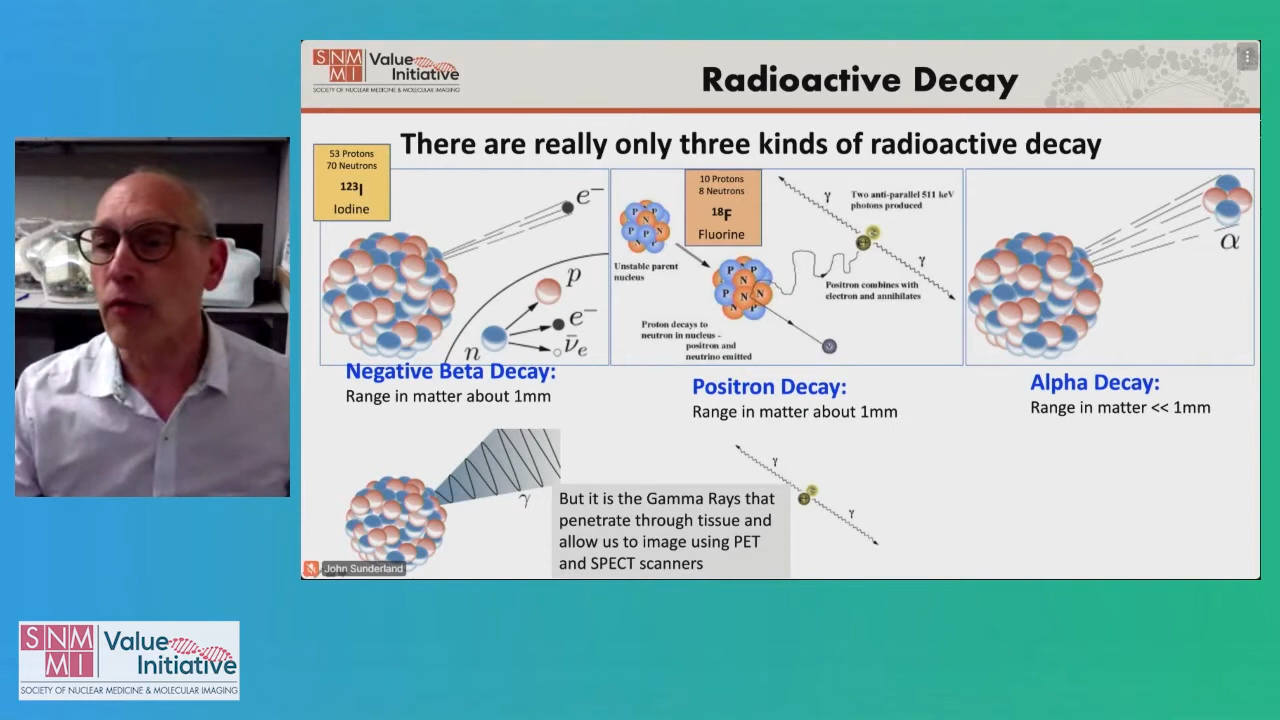 SNM
MI
Value
Initiative
SOCIETY OF NUCLEAR MEDICINE & MOLECULAR IMAGING
Radioactive Decay
There are really only three kinds of radioactive decay
53 Protons
70 Neutrons
123I
Iodine
e−
p
e−
n
ν̄e
Negative Beta Decay:
Range in matter about 1mm
10 Protons
8 Neutrons
18F
Fluorine
P P N N P P N
Unstable parent
nucleus
γ
Two anti-parallel 511 keV
photons produced
γ
Positron combines with
electron and annihilates
P P N N N N P
Proton decays to
neutron in nucleus -
positron and
neutrino emitted
Positron Decay:
Range in matter about 1mm
α
Alpha Decay:
Range in matter << 1mm
γ
But it is the Gamma Rays that
penetrate through tissue and
allow us to image using PET
and SPECT scanners
γ
γ
John Sunderland
SNM
MI
Value
Initiative
SOCIETY OF NUCLEAR MEDICINE & MOLECULAR IMAGING